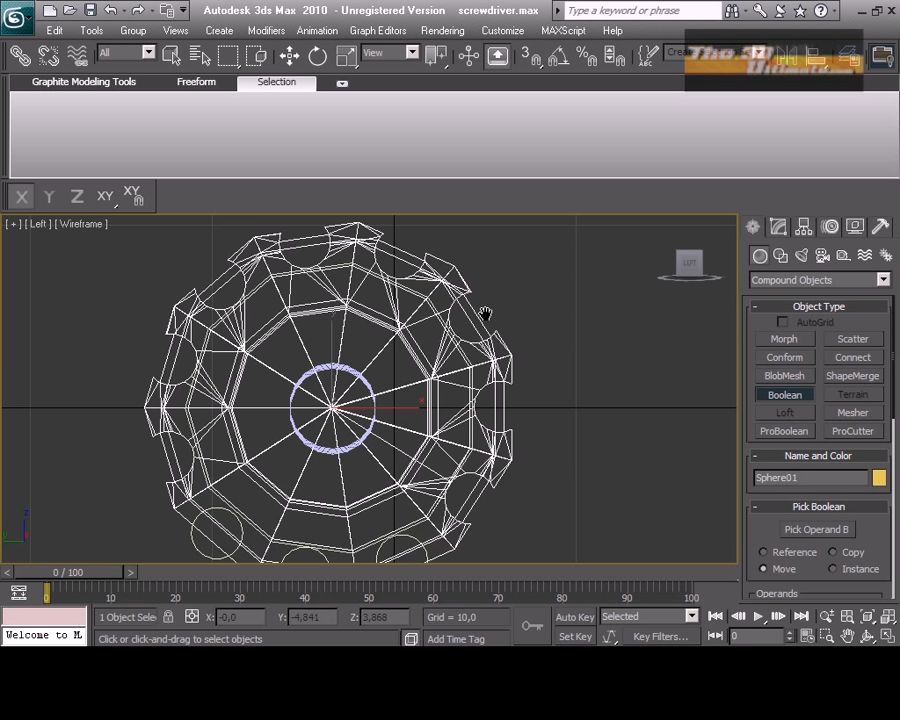 Autodesk 3ds Max 2010 - Unregistered Version screwdriver.max
Type a keyword or phrase
Edit Tools Group Views Create Modifiers Animation Graph Editors Rendering Customize MAXScript Help
All View
Graphite Modeling Tools Freeform Selection
X Y Z XY XY
[ + ] [ Left ] [ Wireframe ]
LEFT
Compound Objects
- Object Type
AutoGrid
Morph Scatter
Conform Connect
BlobMesh ShapeMerge
Boolean Terrain
Loft Mesher
ProBoolean ProCutter
- Name and Color
Sphere01
- Pick Boolean
Pick Operand B
Reference Copy
Move Instance
Operands
x
z
y
< 0 / 100 >
0 10 20 30 40 50 60 70 80 90 100
1 Object Sele X: -0,0 Y: -4,841 Z: 3,868 Grid = 10,0 Auto Key Selected
Welcome to M Click or click-and-drag to select objects Add Time Tag Set Key Key Filters... 0